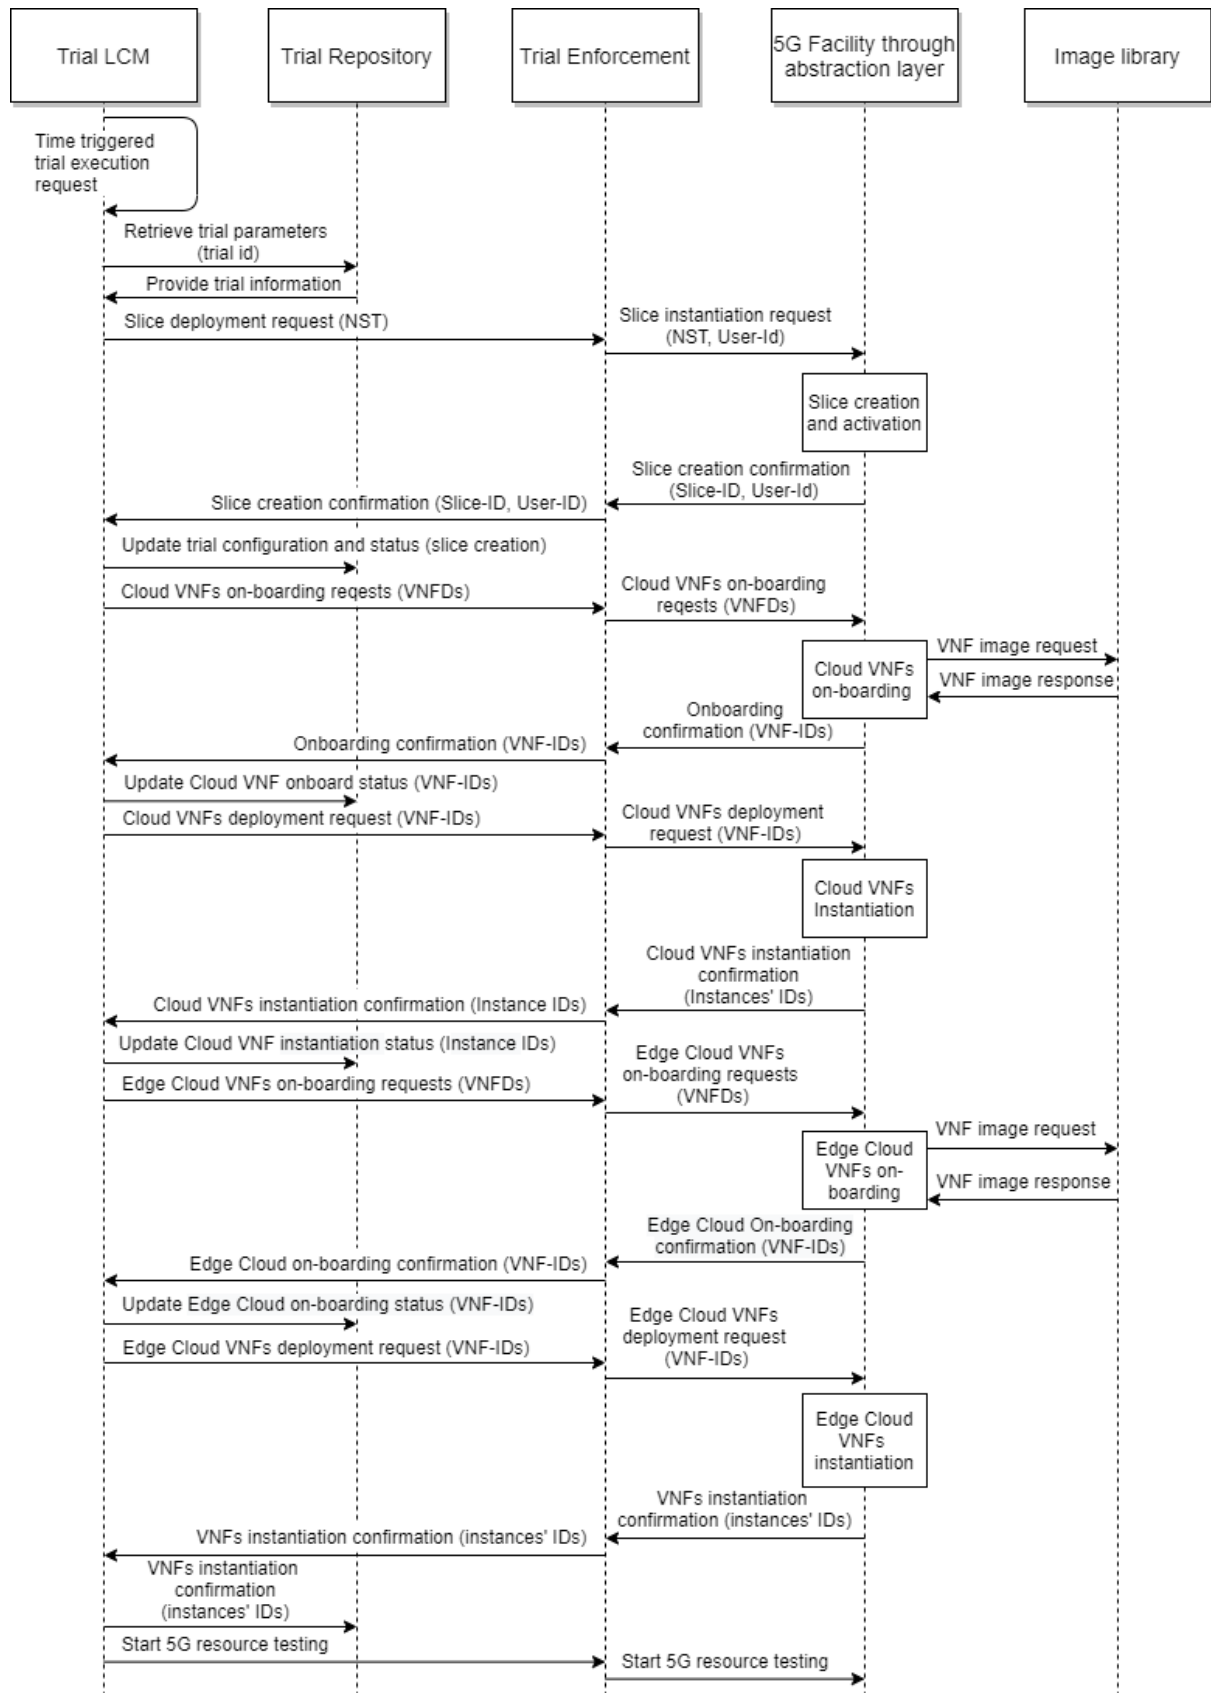 Trial LCM
Trial Repository
Trial Enforcement
5G Facility through
abstraction layer
Image library
Time triggered
trial execution
request
Retrieve trial parameters
(trial id)
Provide trial information
Slice deployment request (NST)
Slice instantiation request
(NST, User-Id)
Slice creation
and activation
Slice creation confirmation
(Slice-ID, User-Id)
Slice creation confirmation (Slice-ID, User-ID)
Update trial configuration and status (slice creation)
Cloud VNFs on-boarding reqests (VNFDs)
Cloud VNFs on-boarding
reqests (VNFDs)
Cloud VNFs
on-boarding
VNF image request
VNF image response
Onboarding
confirmation (VNF-IDs)
Onboarding confirmation (VNF-IDs)
Update Cloud VNF onboard status (VNF-IDs)
Cloud VNFs deployment request (VNF-IDs)
Cloud VNFs deployment
request (VNF-IDs)
Cloud VNFs
Instantiation
Cloud VNFs instantiation
confirmation
(Instances' IDs)
Cloud VNFs instantiation confirmation (Instance IDs)
Update Cloud VNF instantiation status (Instance IDs)
Edge Cloud VNFs on-boarding requests (VNFDs)
Edge Cloud VNFs
on-boarding requests
(VNFDs)
Edge Cloud
VNFs on-
boarding
VNF image request
VNF image response
Edge Cloud On-boarding
confirmation (VNF-IDs)
Edge Cloud on-boarding confirmation (VNF-IDs)
Update Edge Cloud on-boarding status (VNF-IDs)
Edge Cloud VNFs deployment request (VNF-IDs)
Edge Cloud VNFs
deployment request
(VNF-IDs)
Edge Cloud
VNFs
instantiation
VNFs instantiation
confirmation (instances' IDs)
VNFs instantiation confirmation (instances' IDs)
VNFs instantiation
confirmation
(instances' IDs)
Start 5G resource testing
Start 5G resource testing